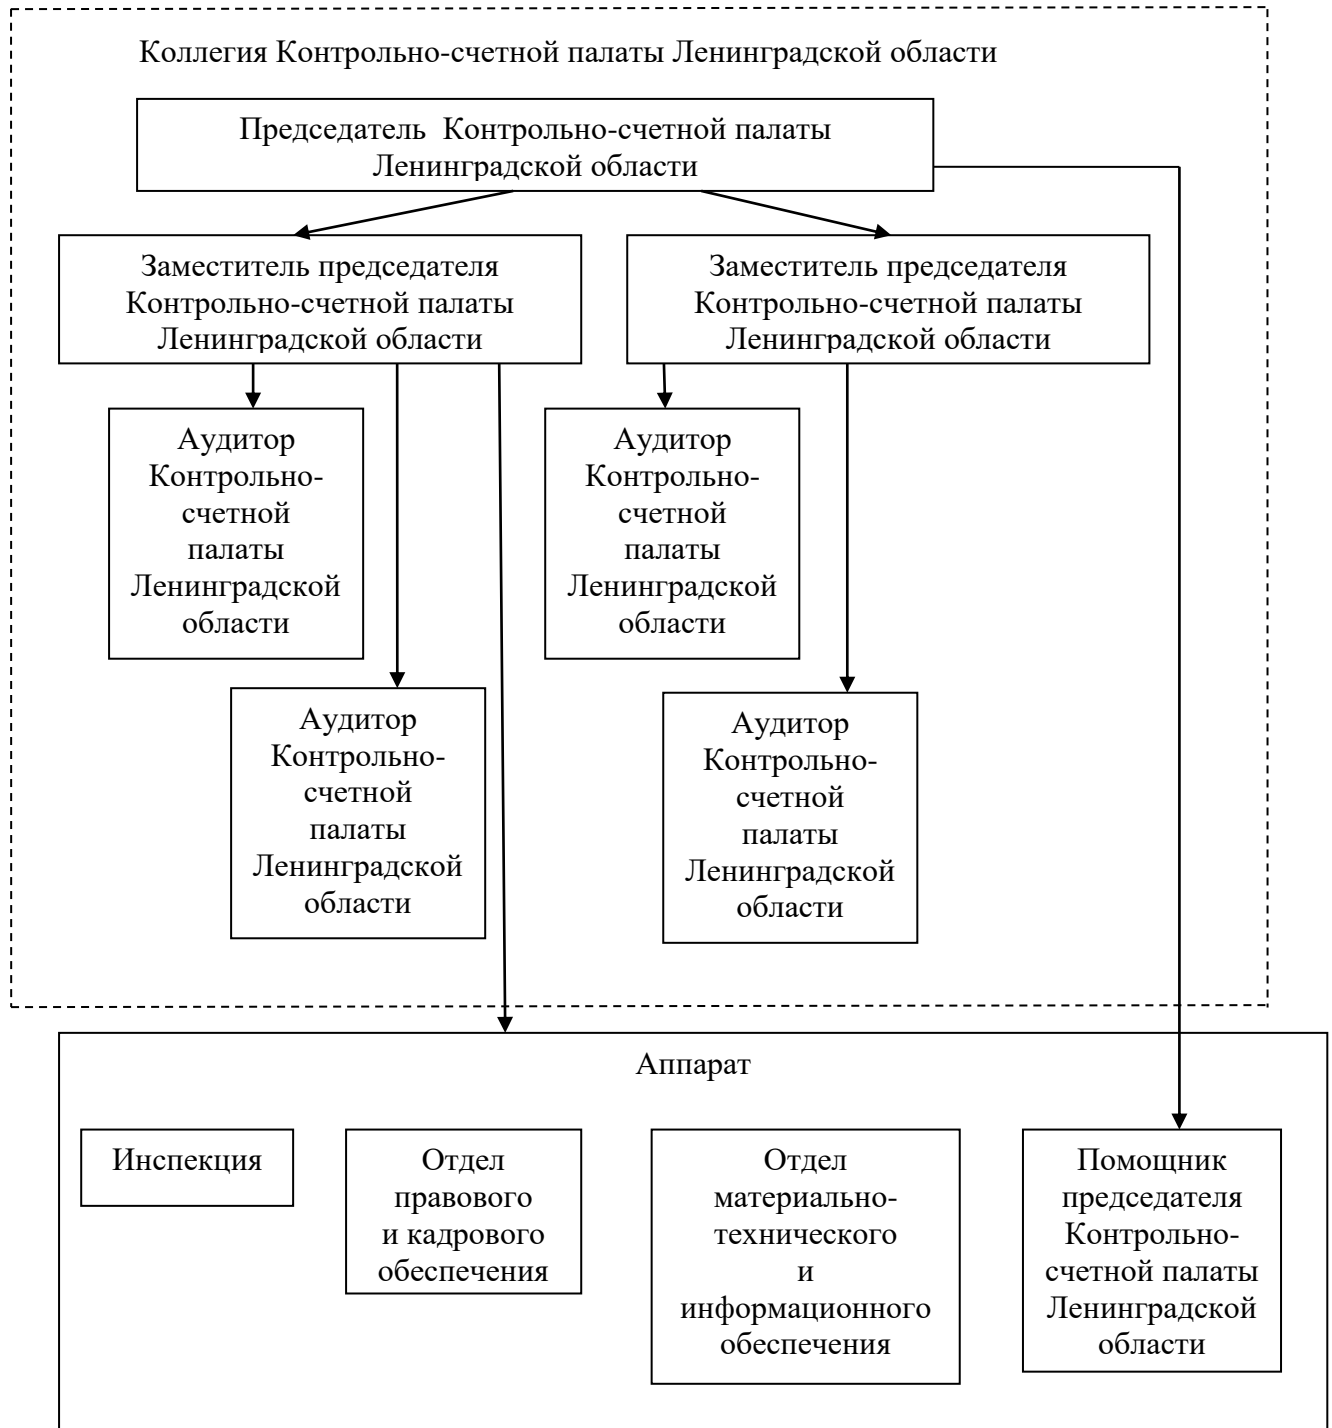 Коллегия Контрольно-счетной палаты Ленинградской области
Председатель Контрольно-счетной палаты
Ленинградской области
Заместитель председателя
Контрольно-счетной палаты
Ленинградской области
Заместитель председателя
Контрольно-счетной палаты
Ленинградской области
Аудитор
Контрольно-
счетной
палаты
Ленинградской
области
Аудитор
Контрольно-
счетной
палаты
Ленинградской
области
Аудитор
Контрольно-
счетной
палаты
Ленинградской
области
Аудитор
Контрольно-
счетной
палаты
Ленинградской
области
Аппарат
Инспекция
Отдел
правового
и кадрового
обеспечения
Отдел
материально-
технического
и
информационного
обеспечения
Помощник
председателя
Контрольно-
счетной палаты
Ленинградской
области